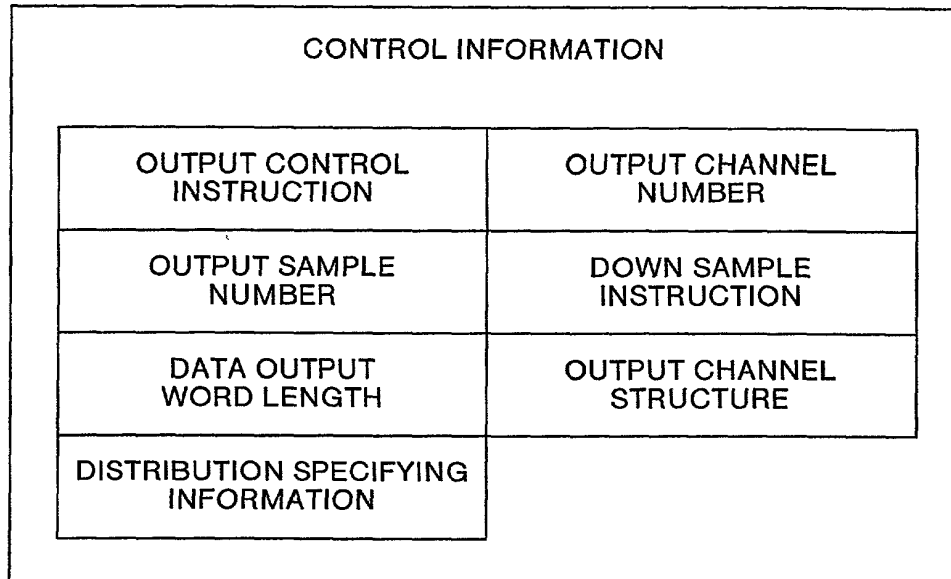 CONTROL INFORMATION
OUTPUT CONTROL
INSTRUCTION
OUTPUT CHANNEL
NUMBER
OUTPUT SAMPLE
NUMBER
DOWN SAMPLE
INSTRUCTION
DATA OUTPUT
WORD LENGTH
OUTPUT CHANNEL
STRUCTURE
DISTRIBUTION SPECIFYING
INFORMATION